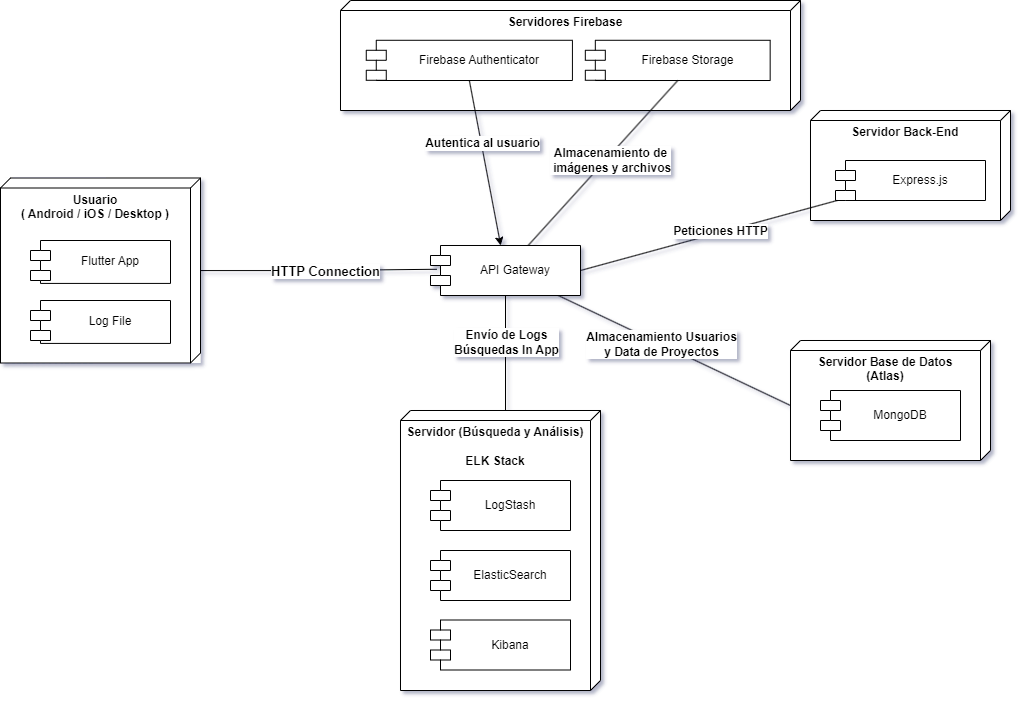 Servidores Firebase
Firebase Authenticator
Firebase Storage
Autentica al usuario
Almacenamiento de
imágenes y archivos
Servidor Back-End
Express.js
Peticiones HTTP
Usuario
( Android / iOS / Desktop )
Flutter App
Log File
HTTP Connection
API Gateway
Envío de Logs
Búsquedas In App
Almacenamiento Usuarios
y Data de Proyectos
Servidor Base de Datos
(Atlas)
MongoDB
Servidor (Búsqueda y Análisis)
ELK Stack
LogStash
ElasticSearch
Kibana